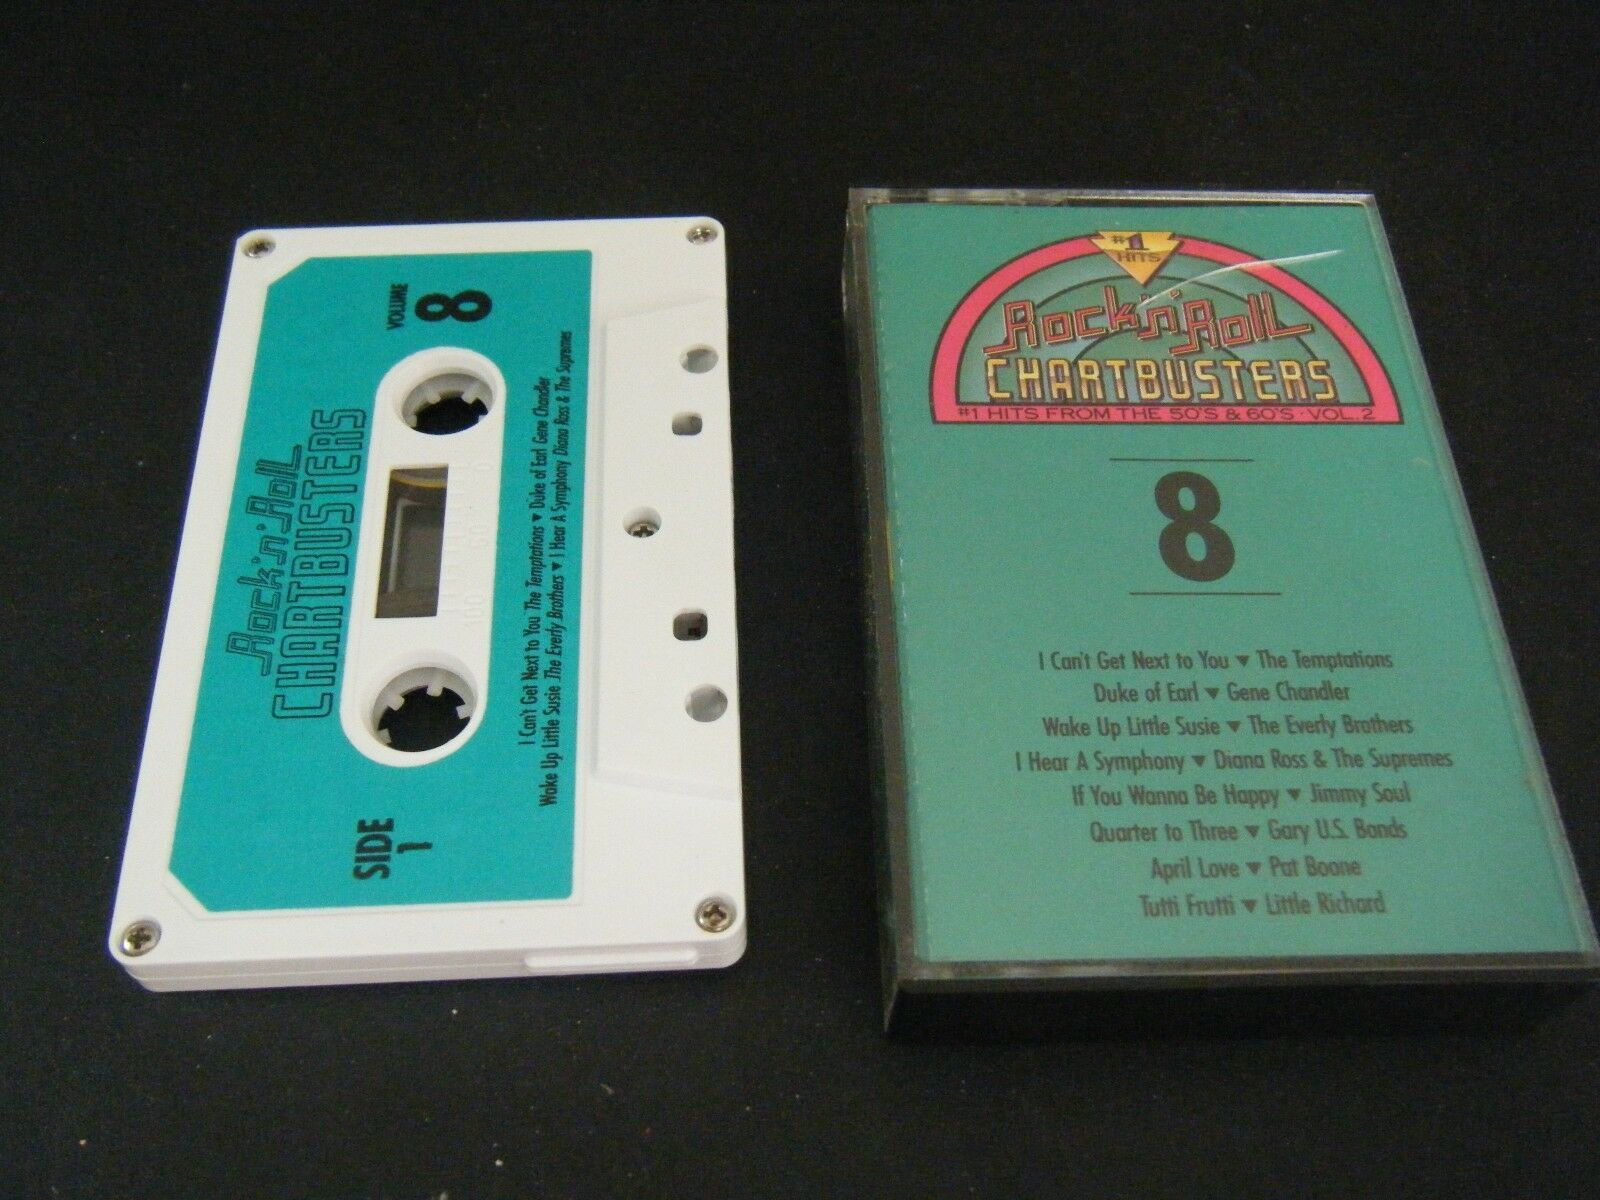 VOLUME
8
Rock'n'Roll
CHARTBUSTERS
I Can't Get Next to You The Temptations ▼ Duke of Earl Gene Chandler
Wake Up Little Susie The Everly Brothers ▼ I Hear A Symphony Diana Ross & The Supremes
SIDE
1
100 50 0
#1
HITS
Rock'n'Roll
CHARTBUSTERS
#1 HITS FROM THE 50'S & 60'S · VOL. 2
8
I Can't Get Next to You ▼ The Temptations
Duke of Earl ▼ Gene Chandler
Wake Up Little Susie ▼ The Everly Brothers
I Hear A Symphony ▼ Diana Ross & The Supremes
If You Wanna Be Happy ▼ Jimmy Soul
Quarter to Three ▼ Gary U.S. Bonds
April Love ▼ Pat Boone
Tutti Frutti ▼ Little Richard